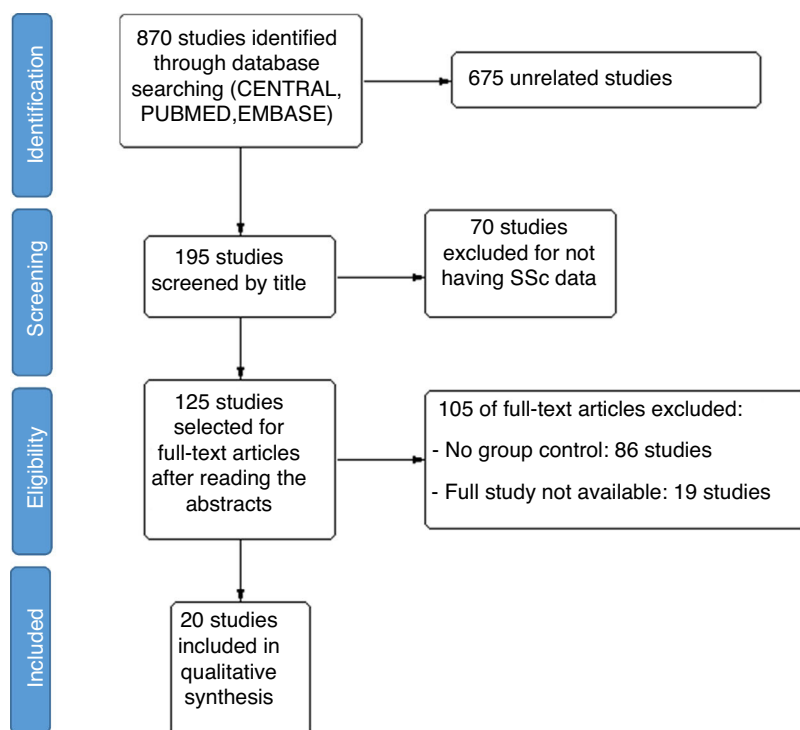 Identification
870 studies identified
through database
searching (CENTRAL,
PUBMED,EMBASE)
675 unrelated studies
Screening
195 studies
screened by title
70 studies
excluded for not
having SSc data
Eligibility
125 studies
selected for
full-text articles
after reading the
abstracts
105 of full-text articles excluded:
- No group control: 86 studies
- Full study not available: 19 studies
Included
20 studies
included in
qualitative
synthesis